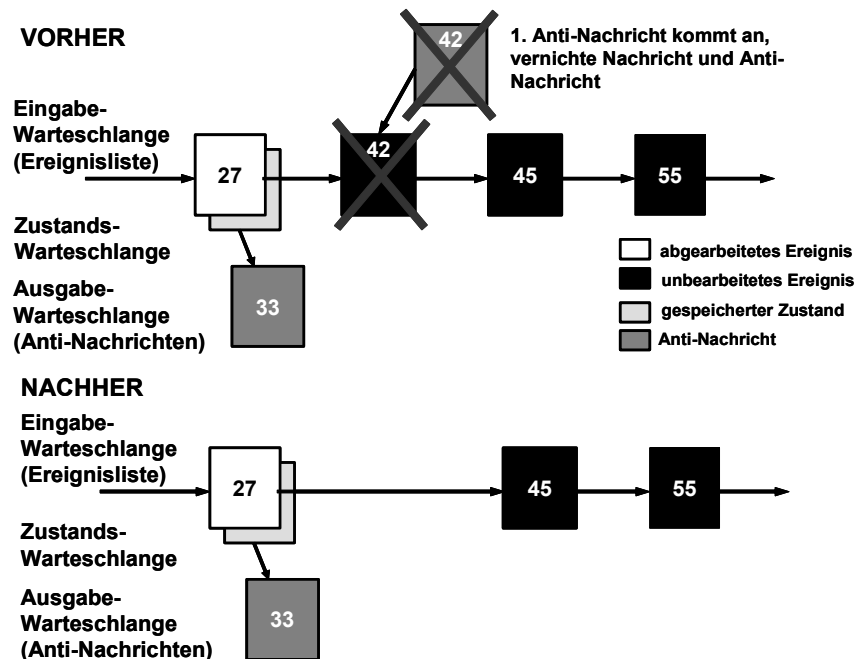 VORHER
42
1. Anti-Nachricht kommt an,
vernichte Nachricht und Anti-
Nachricht
Eingabe-
Warteschlange
(Ereignisliste)
27
42
45
55
Zustands-
Warteschlange
Ausgabe-
Warteschlange
(Anti-Nachrichten)
33
abgearbeitetes Ereignis
unbearbeitetes Ereignis
gespeicherter Zustand
Anti-Nachricht
NACHHER
Eingabe-
Warteschlange
(Ereignisliste)
27
45
55
Zustands-
Warteschlange
Ausgabe-
Warteschlange
(Anti-Nachrichten)
33